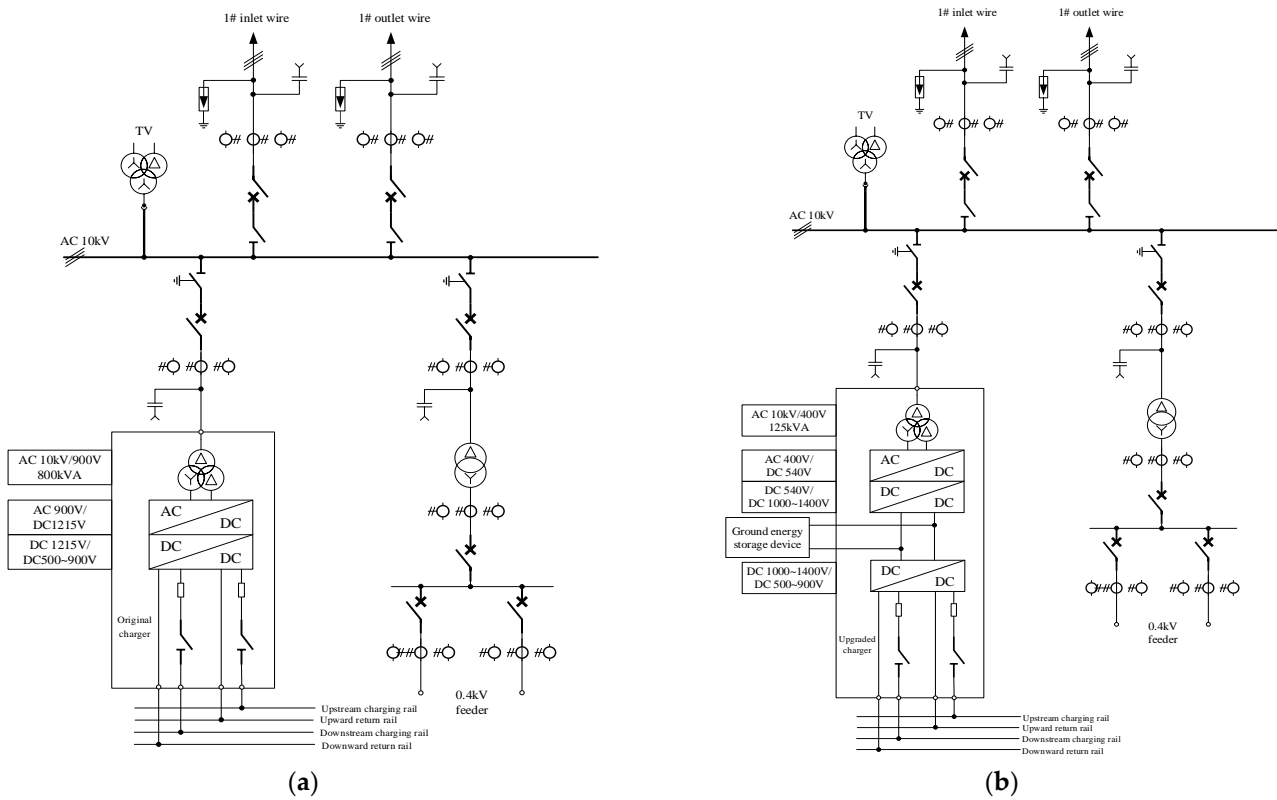 1# inlet wire
1# outlet wire
TV
AC 10kV
AC 10kV/900V
800kVA
AC 900V/
DC1215V
DC 1215V/
DC500~900V
AC
DC
DC
DC
Original
charger
0.4kV
feeder
Upstream charging rail
Upward return rail
Downstream charging rail
Downward return rail
(a)
1# inlet wire
1# outlet wire
TV
AC 10kV
AC 10kV/400V
125kVA
AC 400V/
DC 540V
DC 540V/
DC 1000~1400V
Ground energy
storage device
DC 1000~1400V/
DC 500~900V
AC
DC
DC
DC
DC
DC
Upgraded
charger
0.4kV
feeder
Upstream charging rail
Upward return rail
Downstream charging rail
Downward return rail
(b)